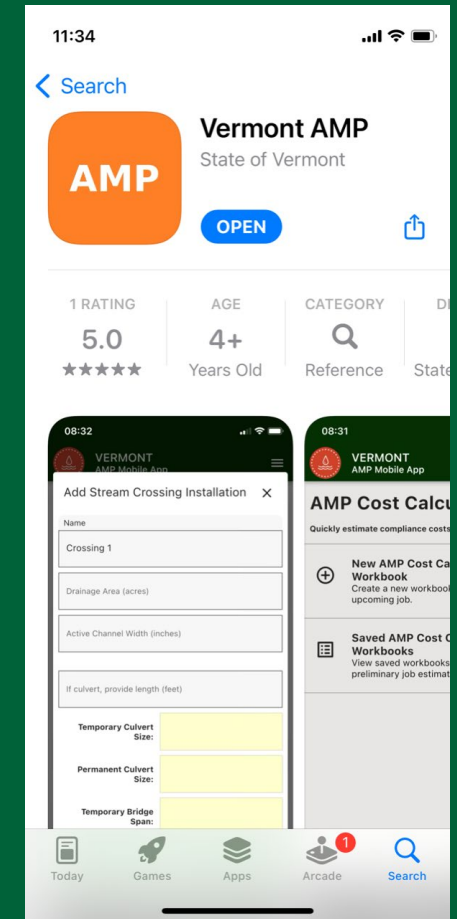 11:34
Search
AMP
Vermont AMP
State of Vermont
OPEN
1 RATING
5.0
★★★★★
AGE
4+
Years Old
CATEGORY
Reference
State
08:32
VERMONT
AMP Mobile App
Add Stream Crossing Installation X
Name
Crossing 1
Drainage Area (acres)
Active Channel Width (inches)
If culvert, provide length (feet)
Temporary Culvert
Size:
Permanent Culvert
Size:
Temporary Bridge
Span:
08:31
VERMONT
AMP Mobile App
AMP Cost Calcu
Quickly estimate compliance costs
New AMP Cost Ca
Workbook
Create a new workbook
upcoming job.
Saved AMP Cost C
Workbooks
View saved workbooks
preliminary job estimat
Today
Games
Apps
Arcade
1
Search